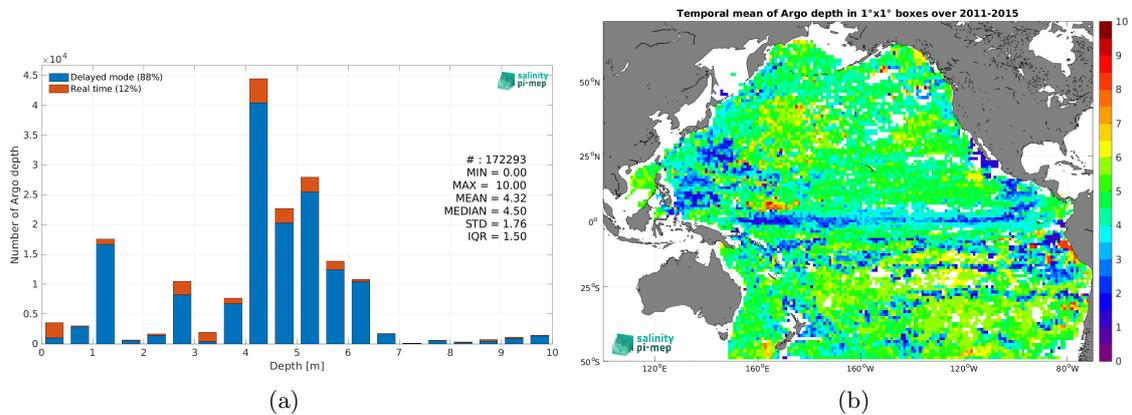 ×10⁴
4.5
4
3.5
3
2.5
2
1.5
1
0.5
0
Number of Argo depth
Delayed mode (88%)
Real time (12%)
salinity
pi-mep
# : 172293
MIN = 0.00
MAX = 10.00
MEAN = 4.32
MEDIAN = 4.50
STD = 1.76
IQR = 1.50
0 1 2 3 4 5 6 7 8 9 10
Depth [m]
(a)
Temporal mean of Argo depth in 1°x1° boxes over 2011-2015
50°N
25°N
0°
25°S
50°S
salinity
pi-mep
120°E 160°E 160°W 120°W 80°W
10
9
8
7
6
5
4
3
2
1
0
(b)